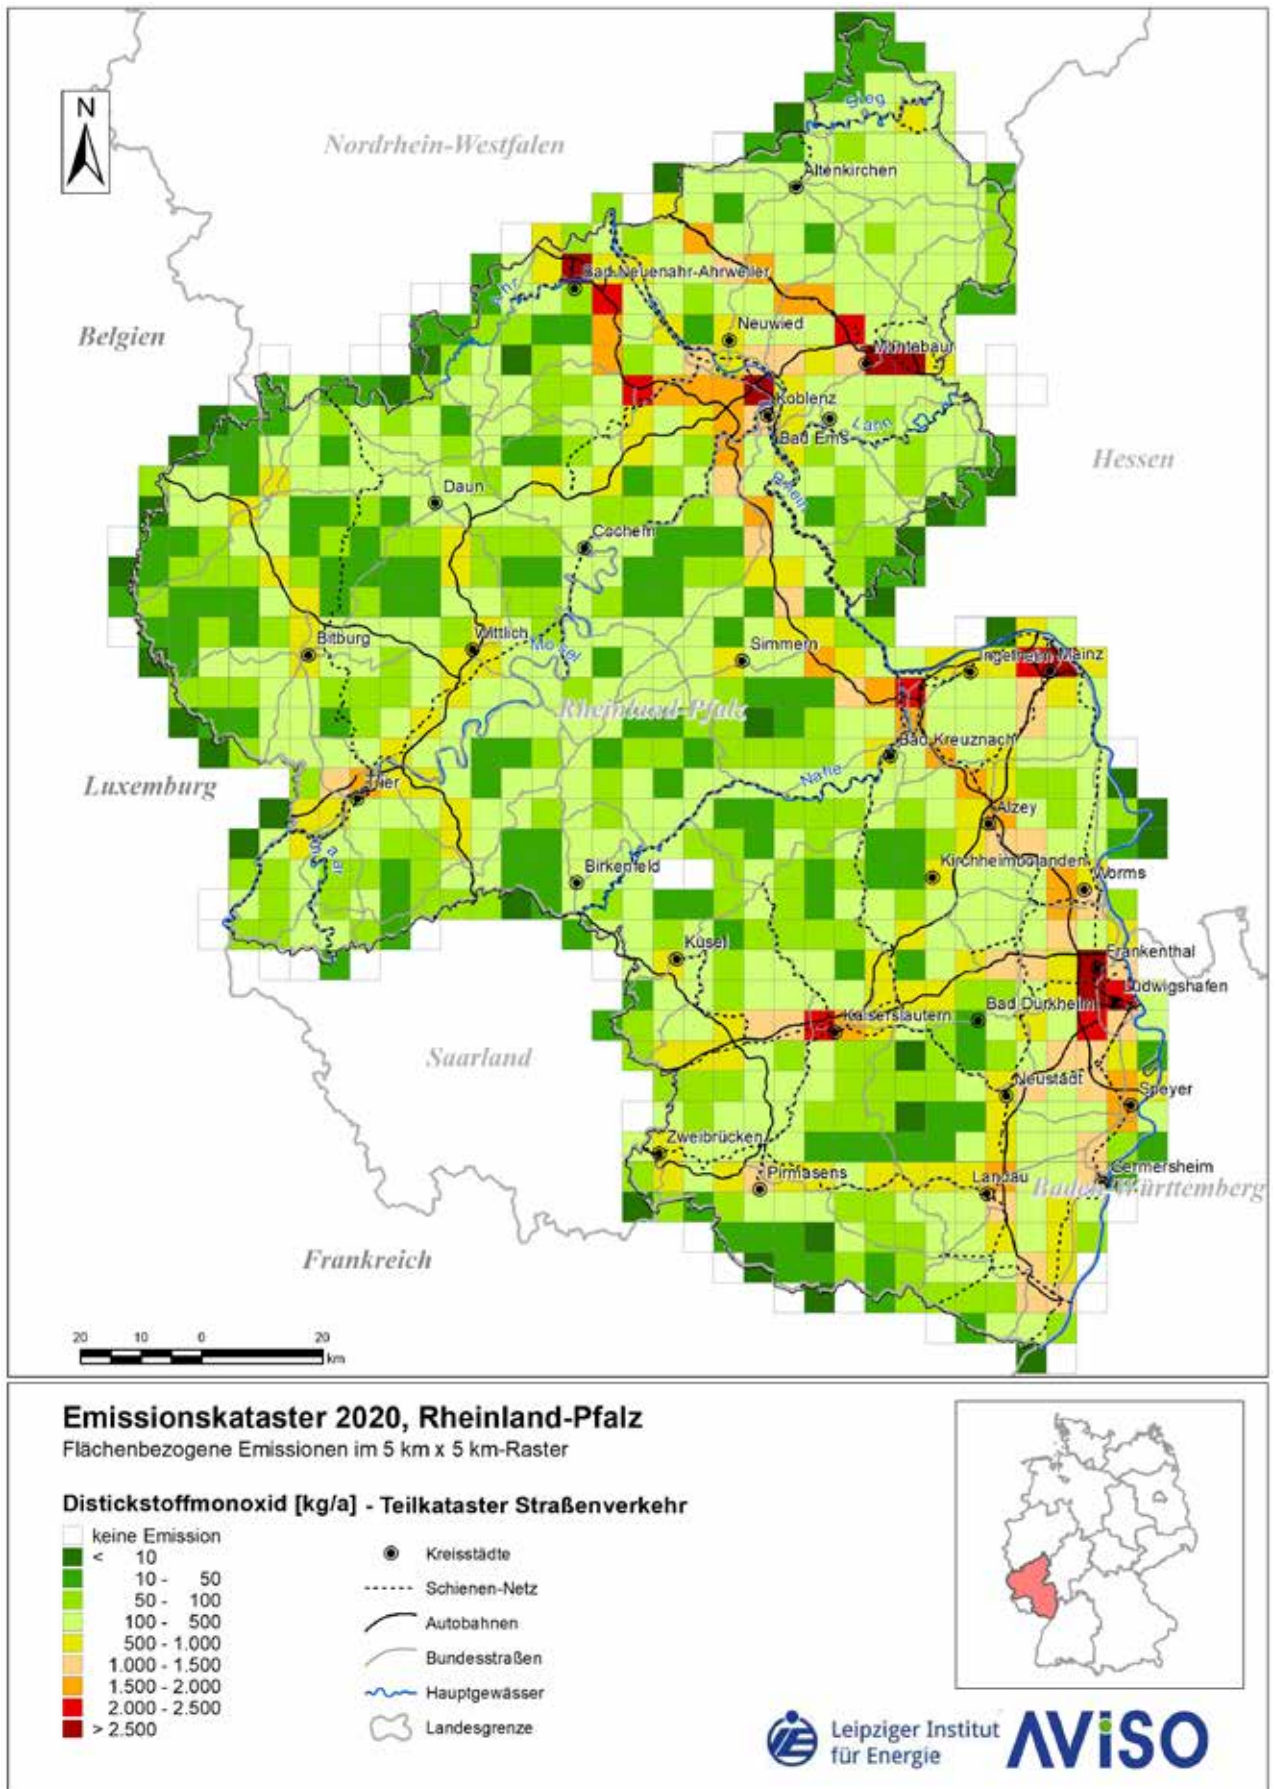 N
Nordrhein-Westfalen
Sieg
Altenkirchen
Bad Neuenahr-Ahrweiler
Ahr
Belgien
Neuwied
Montabaur
Koblenz
Lahn
Bad Ems
Hessen
Rhein
Daun
Cochem
Bitburg
Wittlich
Mosel
Simmern
Ingelheim
Mainz
Rheinland-Pfalz
Bad Kreuznach
Luxemburg
Trier
Nahe
Alzey
Saar
Birkenfeld
Kirchheimbolanden
Worms
Kusel
Frankenthal
Ludwigshafen
Bad Dürkheim
Kaiserslautern
Saarland
Neustadt
Speyer
Zweibrücken
Pirmasens
Landau
Germersheim
Baden-Württemberg
Frankreich
20 10 0 20
km
Emissionskataster 2020, Rheinland-Pfalz
Flächenbezogene Emissionen im 5 km x 5 km-Raster
Distickstoffmonoxid [kg/a] - Teilkataster Straßenverkehr
keine Emission
< 10
10 - 50
50 - 100
100 - 500
500 - 1.000
1.000 - 1.500
1.500 - 2.000
2.000 - 2.500
> 2.500
Kreisstädte
Schienen-Netz
Autobahnen
Bundesstraßen
Hauptgewässer
Landesgrenze
Leipziger Institut
für Energie
AViSO